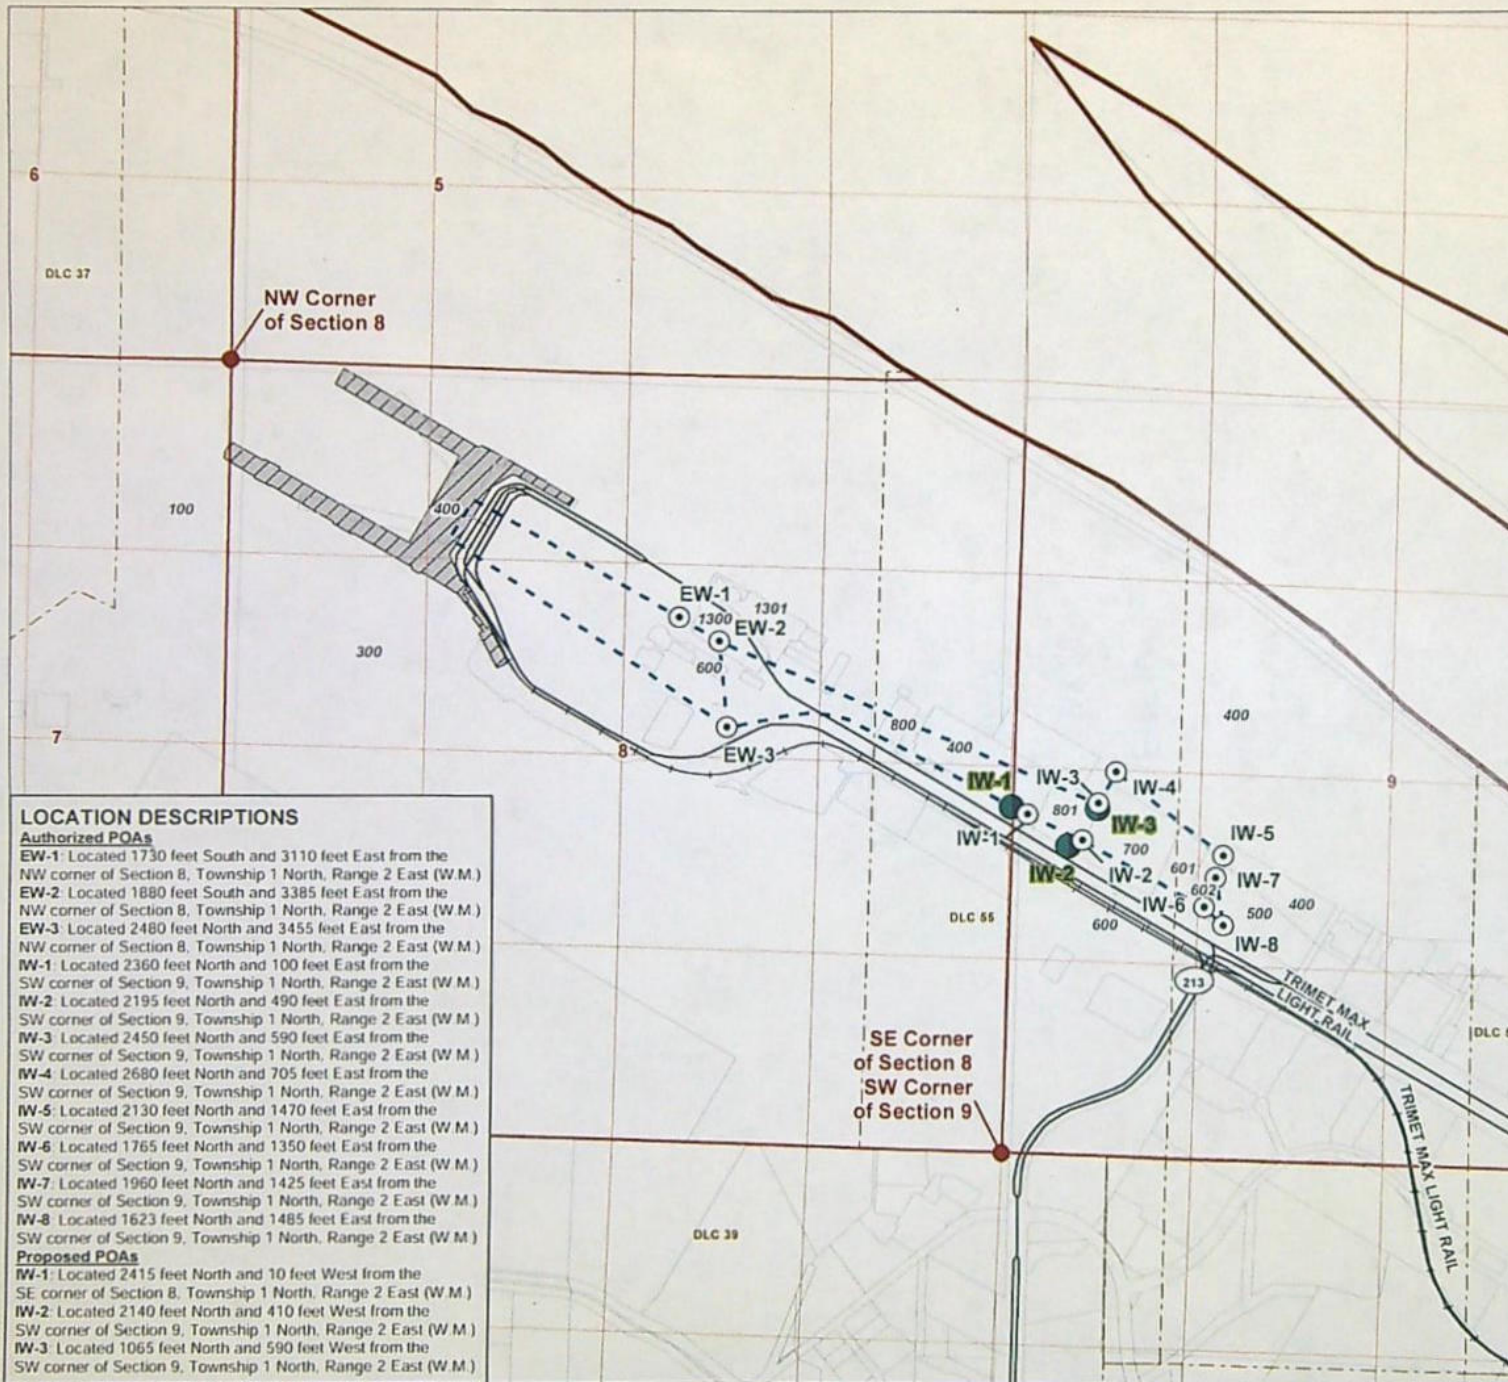 6
5
DLC 37
NW Corner
of Section 8
100
400
EW-1
1300
1301
EW-2
600
300
400
7
8
EW-3
800
400
9
IW-1
IW-3
IW-4
801
IW-3
IW-1
700
IW-5
IW-2
IW-2
601
IW-7
602
IW-6
500
400
DLC 55
600
IW-8
213
TRIMET MAX
LIGHT RAIL
SE Corner
of Section 8
SW Corner
of Section 9
DLC
TRIMET MAX LIGHT RAIL
DLC 39
LOCATION DESCRIPTIONS
Authorized POAs
EW-1: Located 1730 feet South and 3110 feet East from the
NW corner of Section 8, Township 1 North, Range 2 East (W.M.)
EW-2: Located 1880 feet South and 3385 feet East from the
NW corner of Section 8, Township 1 North, Range 2 East (W.M.)
EW-3: Located 2480 feet North and 3455 feet East from the
NW corner of Section 8, Township 1 North, Range 2 East (W.M.)
IW-1: Located 2360 feet North and 100 feet East from the
SW corner of Section 9, Township 1 North, Range 2 East (W.M.)
IW-2: Located 2195 feet North and 490 feet East from the
SW corner of Section 9, Township 1 North, Range 2 East (W.M.)
IW-3: Located 2450 feet North and 590 feet East from the
SW corner of Section 9, Township 1 North, Range 2 East (W.M.)
IW-4: Located 2680 feet North and 705 feet East from the
SW corner of Section 9, Township 1 North, Range 2 East (W.M.)
IW-5: Located 2130 feet North and 1470 feet East from the
SW corner of Section 9, Township 1 North, Range 2 East (W.M.)
IW-6: Located 1765 feet North and 1350 feet East from the
SW corner of Section 9, Township 1 North, Range 2 East (W.M.)
IW-7: Located 1960 feet North and 1425 feet East from the
SW corner of Section 9, Township 1 North, Range 2 East (W.M.)
IW-8: Located 1623 feet North and 1485 feet East from the
SW corner of Section 9, Township 1 North, Range 2 East (W.M.)
Proposed POAs
IW-1: Located 2415 feet North and 10 feet West from the
SE corner of Section 8, Township 1 North, Range 2 East (W.M.)
IW-2: Located 2140 feet North and 410 feet West from the
SW corner of Section 9, Township 1 North, Range 2 East (W.M.)
IW-3: Located 1065 feet North and 590 feet West from the
SW corner of Section 9, Township 1 North, Range 2 East (W.M.)